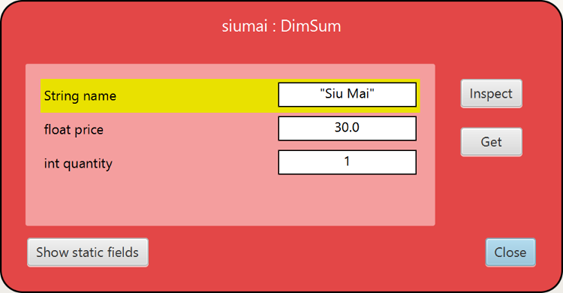 siumai : DimSum
String name "Siu Mai" Inspect
float price 30.0
Get
int quantity 1
Show static fields Close